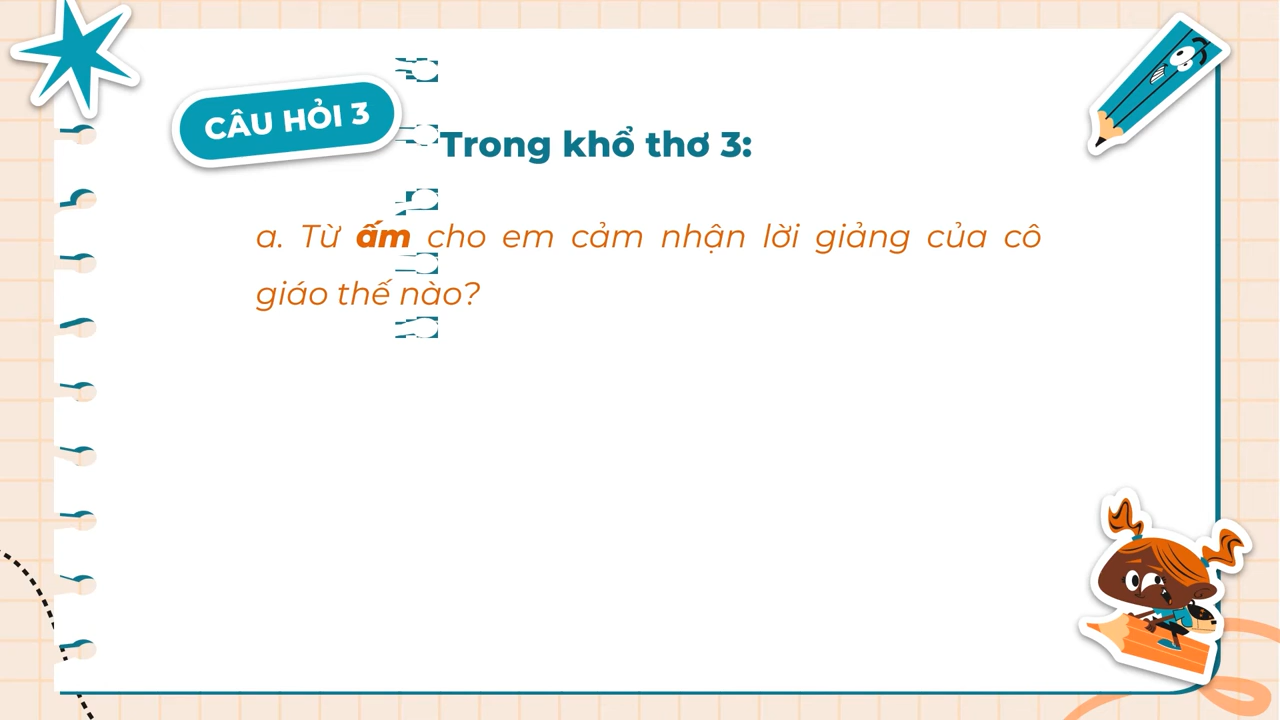 CÂU HỎI 3
Trong khổ thơ 3:
a. Từ ấm cho em cảm nhận lời giảng của cô
giáo thế nào?